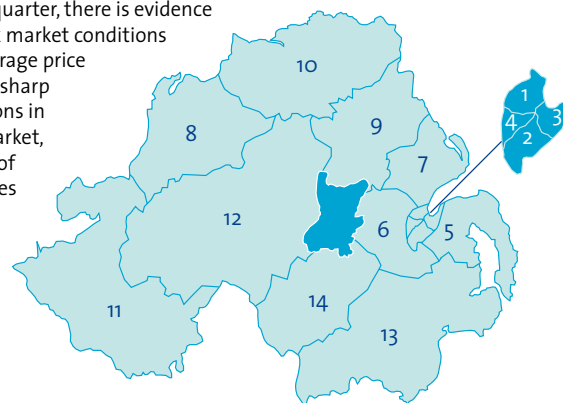 quarter, there is evidence
market conditions
erage price
sharp
ons in
arket,
of
es
10
1
8
9
4
3
2
7
12
6
5
14
11
13